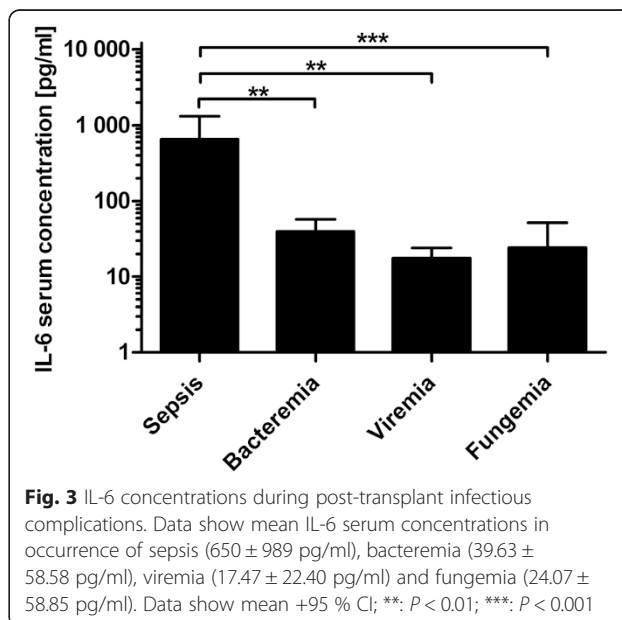 10 000
1 000
100
10
1
IL-6 serum concentration [pg/ml]
***
**
**
Sepsis
Bacteremia
Viremia
Fungemia
Fig. 3 IL-6 concentrations during post-transplant infectious
complications. Data show mean IL-6 serum concentrations in
occurrence of sepsis (650 ± 989 pg/ml), bacteremia (39.63 ±
58.58 pg/ml), viremia (17.47 ± 22.40 pg/ml) and fungemia (24.07 ±
58.85 pg/ml). Data show mean +95 % CI; **: P < 0.01; ***: P < 0.001